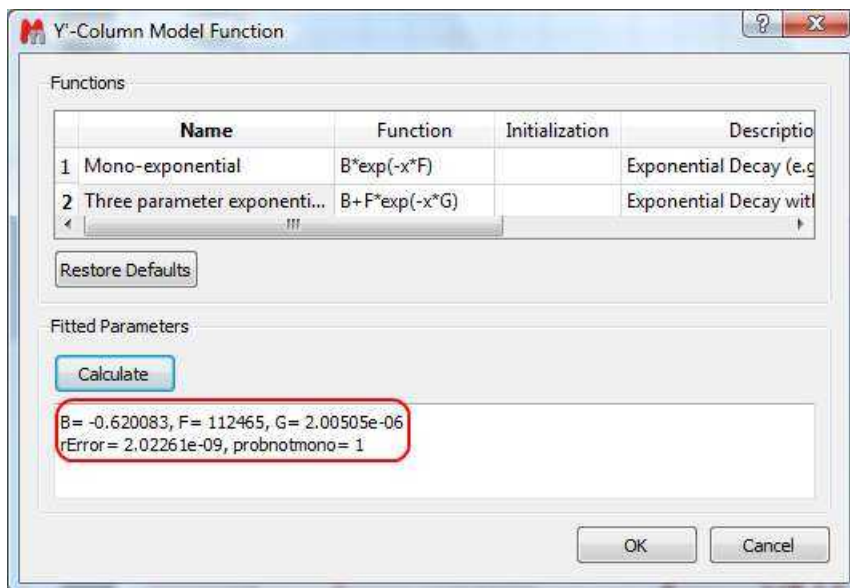 Y'-Column Model Function
Functions
Name Function Initialization Descriptio
1 Mono-exponential B*exp(-x*F) Exponential Decay (e.g
2 Three parameter exponenti... B+F*exp(-x*G) Exponential Decay with
Restore Defaults
Fitted Parameters
Calculate
B= -0.620083, F= 112465, G= 2.00505e-06
rError= 2.02261e-09, probnotmono= 1
OK Cancel